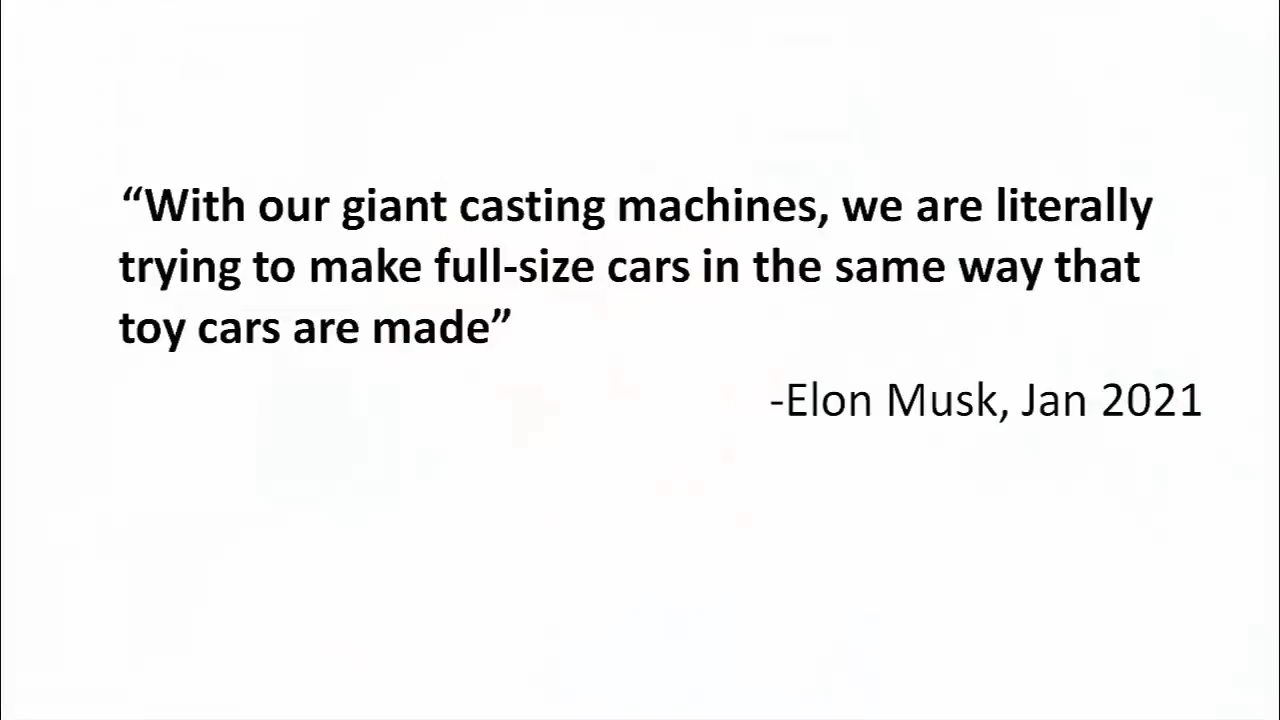 “With our giant casting machines, we are literally
trying to make full-size cars in the same way that
toy cars are made”
-Elon Musk, Jan 2021